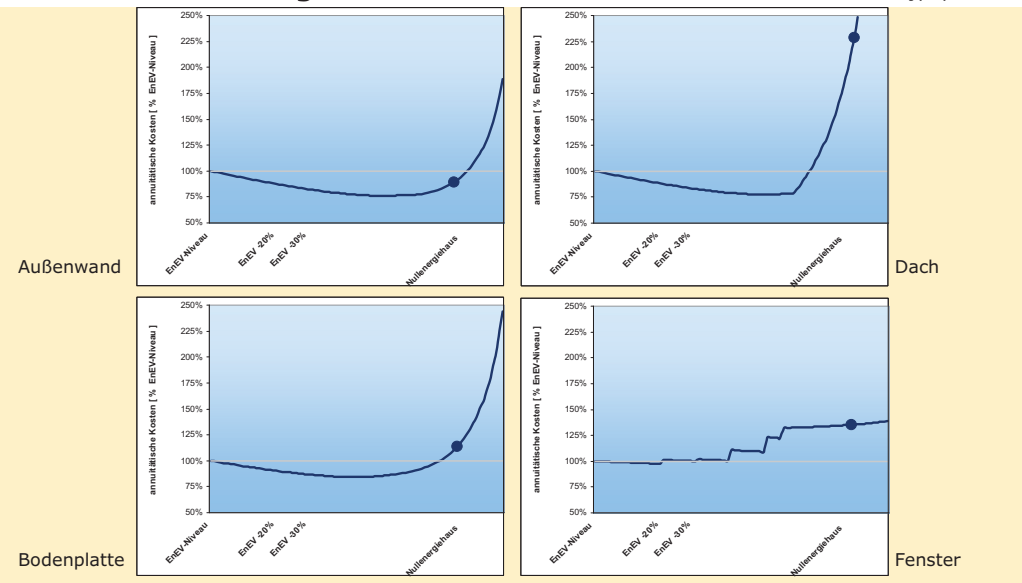 250%
225%
200%
175%
150%
125%
100%
75%
50%
annuitätische Kosten [ % EnEV-Niveau ]
EnEV-Niveau
EnEV -20%
EnEV -30%
Nullenergiehaus
Außenwand
250%
225%
200%
175%
150%
125%
100%
75%
50%
annuitätische Kosten [ % EnEV-Niveau ]
EnEV-Niveau
EnEV -20%
EnEV -30%
Nullenergiehaus
Dach
250%
225%
200%
175%
150%
125%
100%
75%
50%
annuitätische Kosten [ % EnEV-Niveau ]
EnEV-Niveau
EnEV -20%
EnEV -30%
Nullenergiehaus
Bodenplatte
250%
225%
200%
175%
150%
125%
100%
75%
50%
annuitätische Kosten [ % EnEV-Niveau ]
EnEV-Niveau
EnEV -20%
EnEV -30%
Nullenergiehaus
Fenster